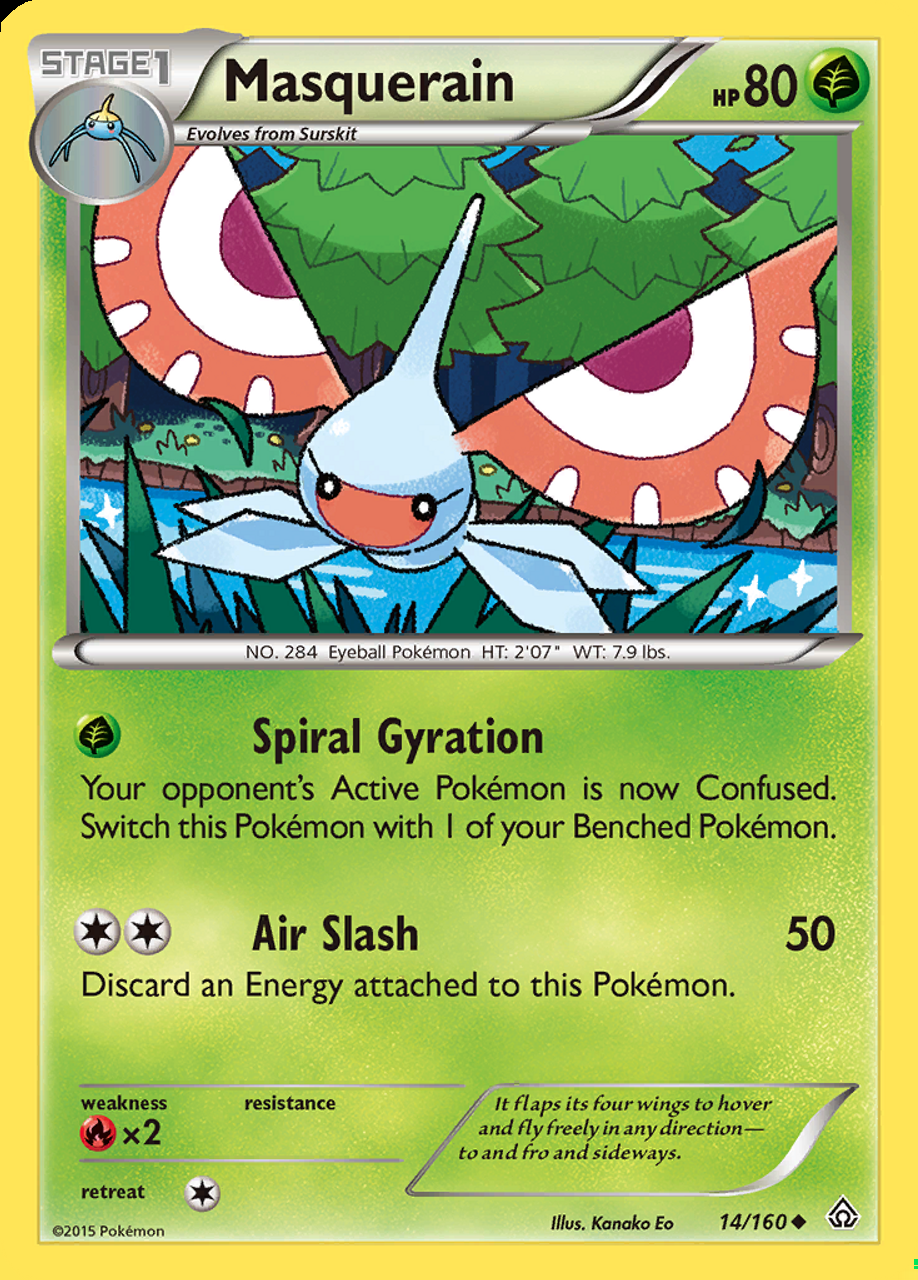 STAGE1
Masquerain
HP 80
Evolves from Surskit
NO. 284 Eyeball Pokémon HT: 2'07" WT: 7.9 lbs.
Spiral Gyration
Your opponent's Active Pokémon is now Confused.
Switch this Pokémon with 1 of your Benched Pokémon.
Air Slash 50
Discard an Energy attached to this Pokémon.
weakness resistance
×2
retreat
It flaps its four wings to hover
and fly freely in any direction—
to and fro and sideways.
©2015 Pokémon
Illus. Kanako Eo
14/160